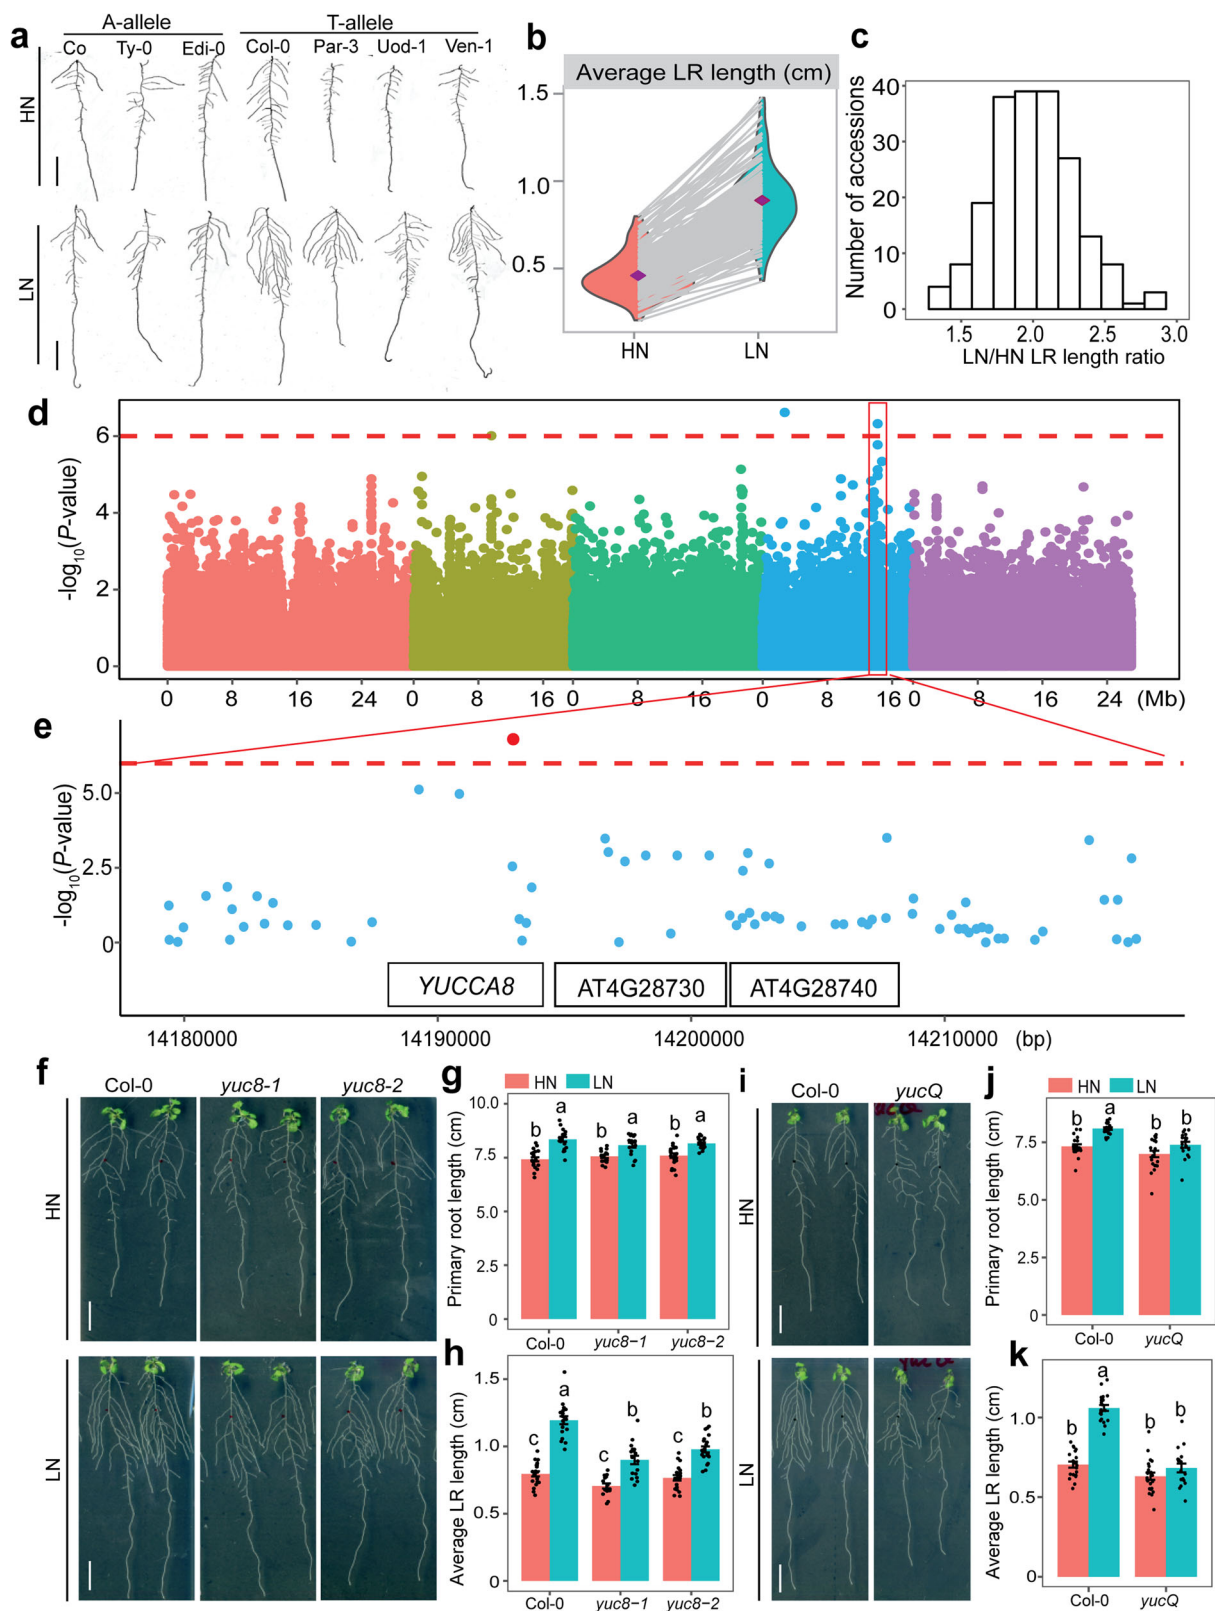 a
A-allele
T-allele
Co
Ty-0
Edi-0
Col-0
Par-3
Uod-1
Ven-1
HN
LN
b
Average LR length (cm)
1.5
1.0
0.5
HN
LN
c
Number of accessions
40
30
20
10
0
1.5
2.0
2.5
3.0
LN/HN LR length ratio
d
-log10(P-value)
6
4
2
0
0
8
16
24
0
8
16
0
8
16
0
8
16
0
8
16
24
(Mb)
e
-log10(P-value)
5.0
2.5
0
YUCCA8
AT4G28730
AT4G28740
14180000
14190000
14200000
14210000
(bp)
f
Col-0
yuc8-1
yuc8-2
HN
LN
g
HN
LN
Primary root length (cm)
10.0
7.5
5.0
2.5
0
b
a
b
a
b
a
Col-0
yuc8−1
yuc8−2
h
Average LR length (cm)
1.5
1.0
0.5
0
c
a
c
b
c
b
Col-0
yuc8−1
yuc8−2
i
Col-0
yucQ
HN
LN
j
HN
LN
Primary root length (cm)
7.5
5.0
2.5
0
b
a
b
b
Col-0
yucQ
k
Average LR length (cm)
1.0
0.5
0
b
a
b
b
Col-0
yucQ